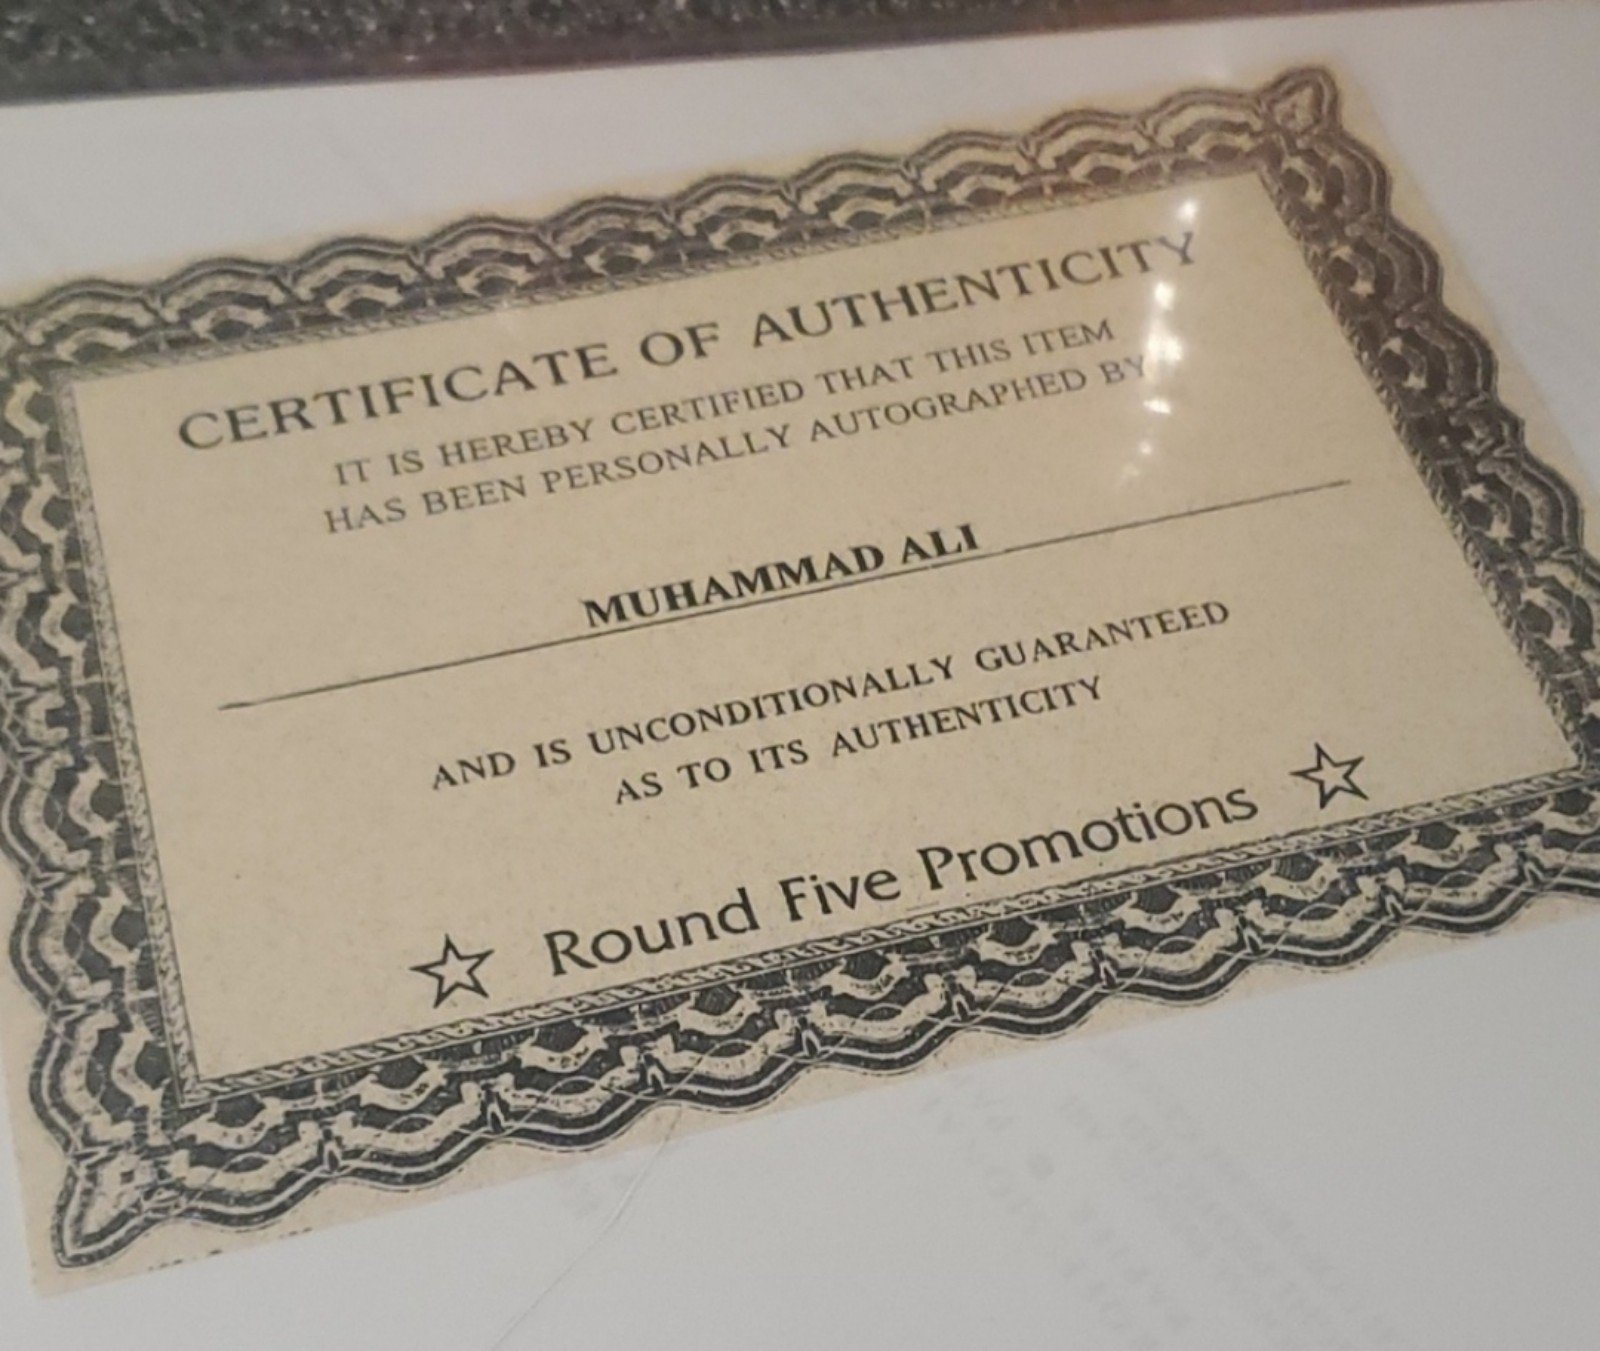 CERTIFICATE OF AUTHENTICITY
IT IS HEREBY CERTIFIED THAT THIS ITEM
HAS BEEN PERSONALLY AUTOGRAPHED BY
MUHAMMAD ALI
AND IS UNCONDITIONALLY GUARANTEED
AS TO ITS AUTHENTICITY
☆ Round Five Promotions ☆